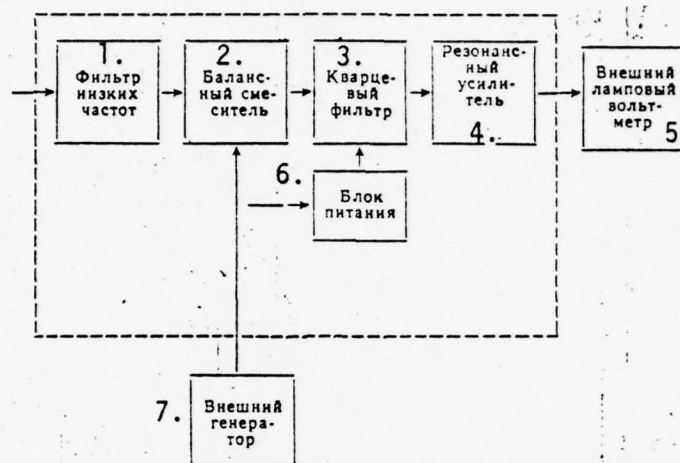 1.
Фильтр
низких
частот
2.
Баланс-
ный сме-
ситель
3.
Кварце-
вый
фильтр
Резонанс-
ный
усили-
тель
4.
Внешний
ламповый
вольт-
метр
5
6.
Блок
питания
7.
Внешний
генера-
тор